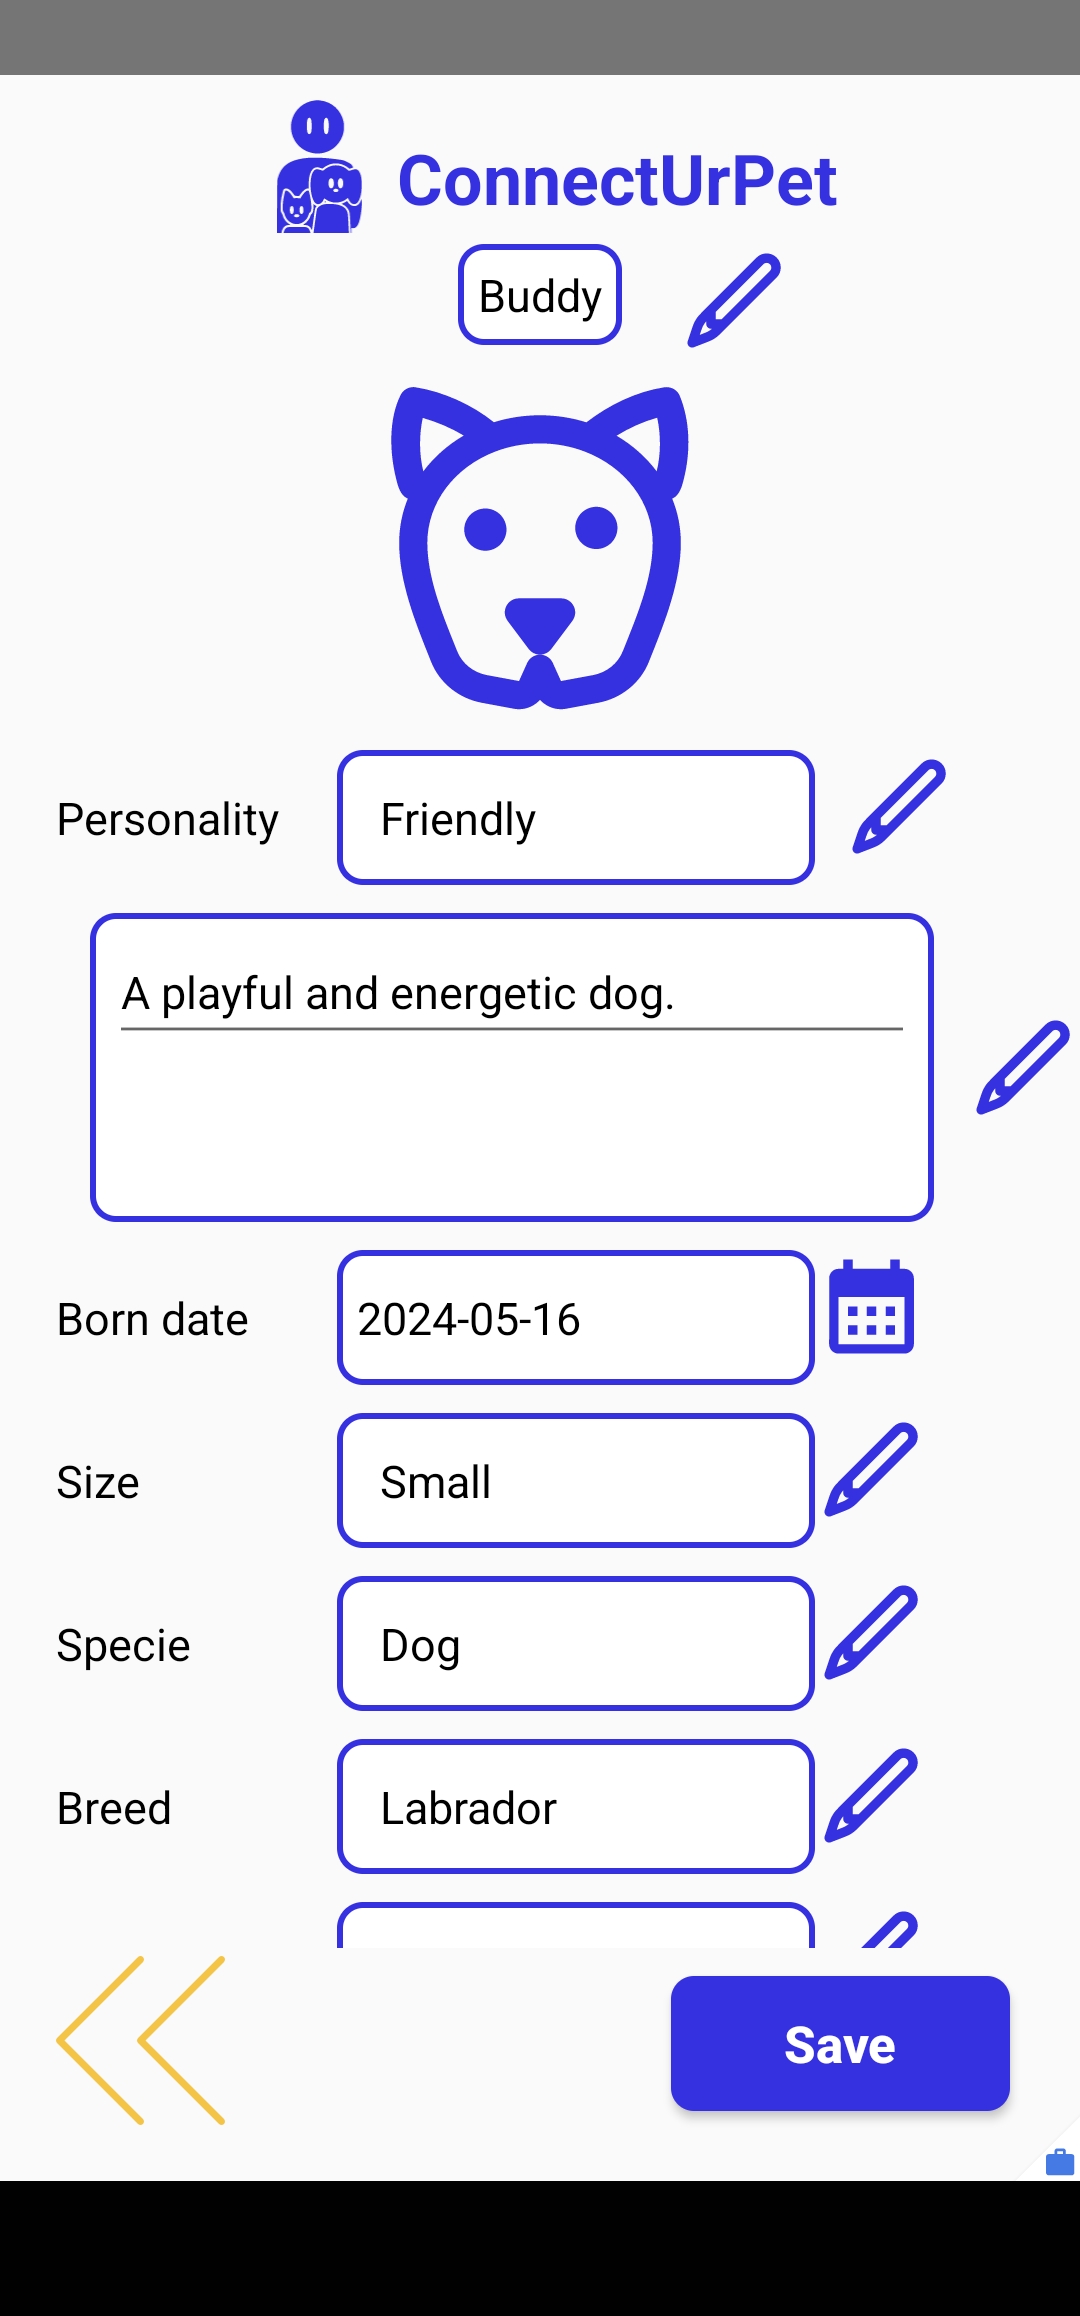 ConnectUrPet
Buddy
Personality
Friendly
A playful and energetic dog.
Born date
2024-05-16
Size
Small
Specie
Dog
Breed
Labrador
Save